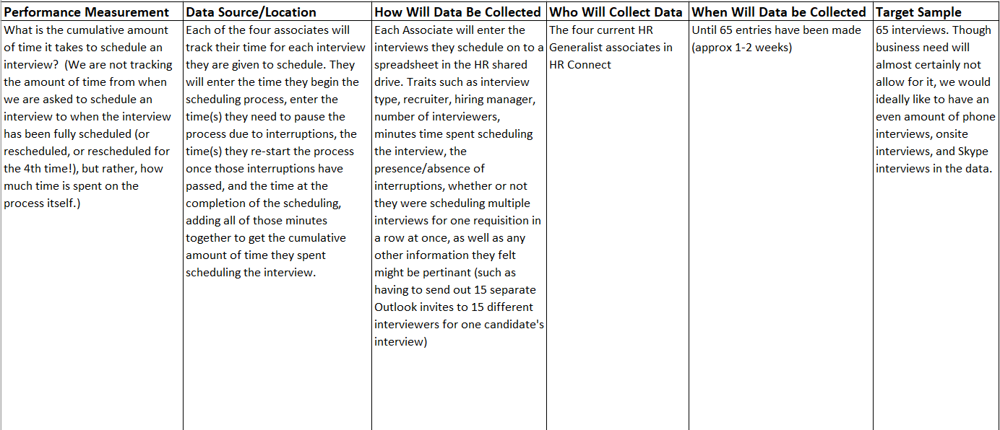 Performance Measurement
Data Source/Location
How Will Data Be Collected
Who Will Collect Data
When Will Data be Collected
Target Sample
What is the cumulative amount
of time it takes to schedule an
interview?  (We are not tracking
the amount of time from when
we are asked to schedule an
interview to when the interview
has been fully scheduled (or
rescheduled, or rescheduled for
the 4th time!), but rather, how
much time is spent on the
process itself.)
Each of the four associates will
track their time for each interview
they are given to schedule. They
will enter the time they begin the
scheduling process, enter the
time(s) they need to pause the
process due to interruptions, the
time(s) they re-start the process
once those interruptions have
passed, and the time at the
completion of the scheduling,
adding all of those minutes
together to get the cumulative
amount of time they spent
scheduling the interview.
Each Associate will enter the
interviews they schedule on to a
spreadsheet in the HR shared
drive. Traits such as interview
type, recruiter, hiring manager,
number of interviewers,
minutes time spent scheduling
the interview, the
presence/absence of
interruptions, whether or not
they were scheduling multiple
interviews for one requisition in
a row at once, as well as any
other information they felt
might be pertinant (such as
having to send out 15 separate
Outlook invites to 15 different
interviewers for one candidate's
interview)
The four current HR
Generalist associates in
HR Connect
Until 65 entries have been made
(approx 1-2 weeks)
65 interviews. Though
business need will
almost certainly not
allow for it, we would
ideally like to have an
even amount of phone
interviews, onsite
interviews, and Skype
interviews in the data.